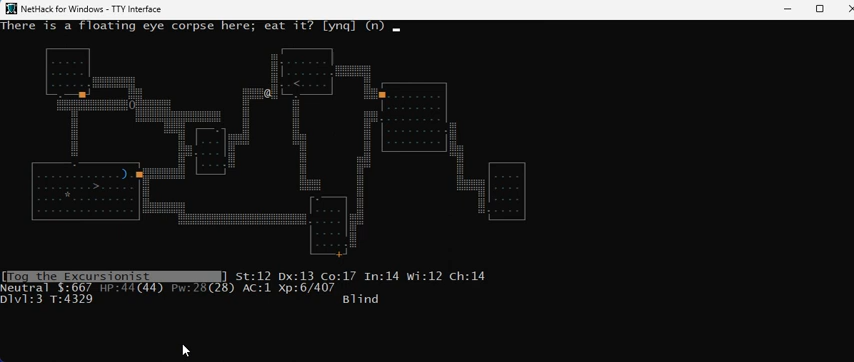 NetHack for Windows - TTY Interface
There is a floating eye corpse here; eat it? [ynq] (n)
[Tog the Excursionist ] St:12 Dx:13 Co:17 In:14 Wi:12 Ch:14
Neutral $:667 HP:44(44) Pw:28(28) AC:1 Xp:6/407
Dlvl:3 T:4329 Blind